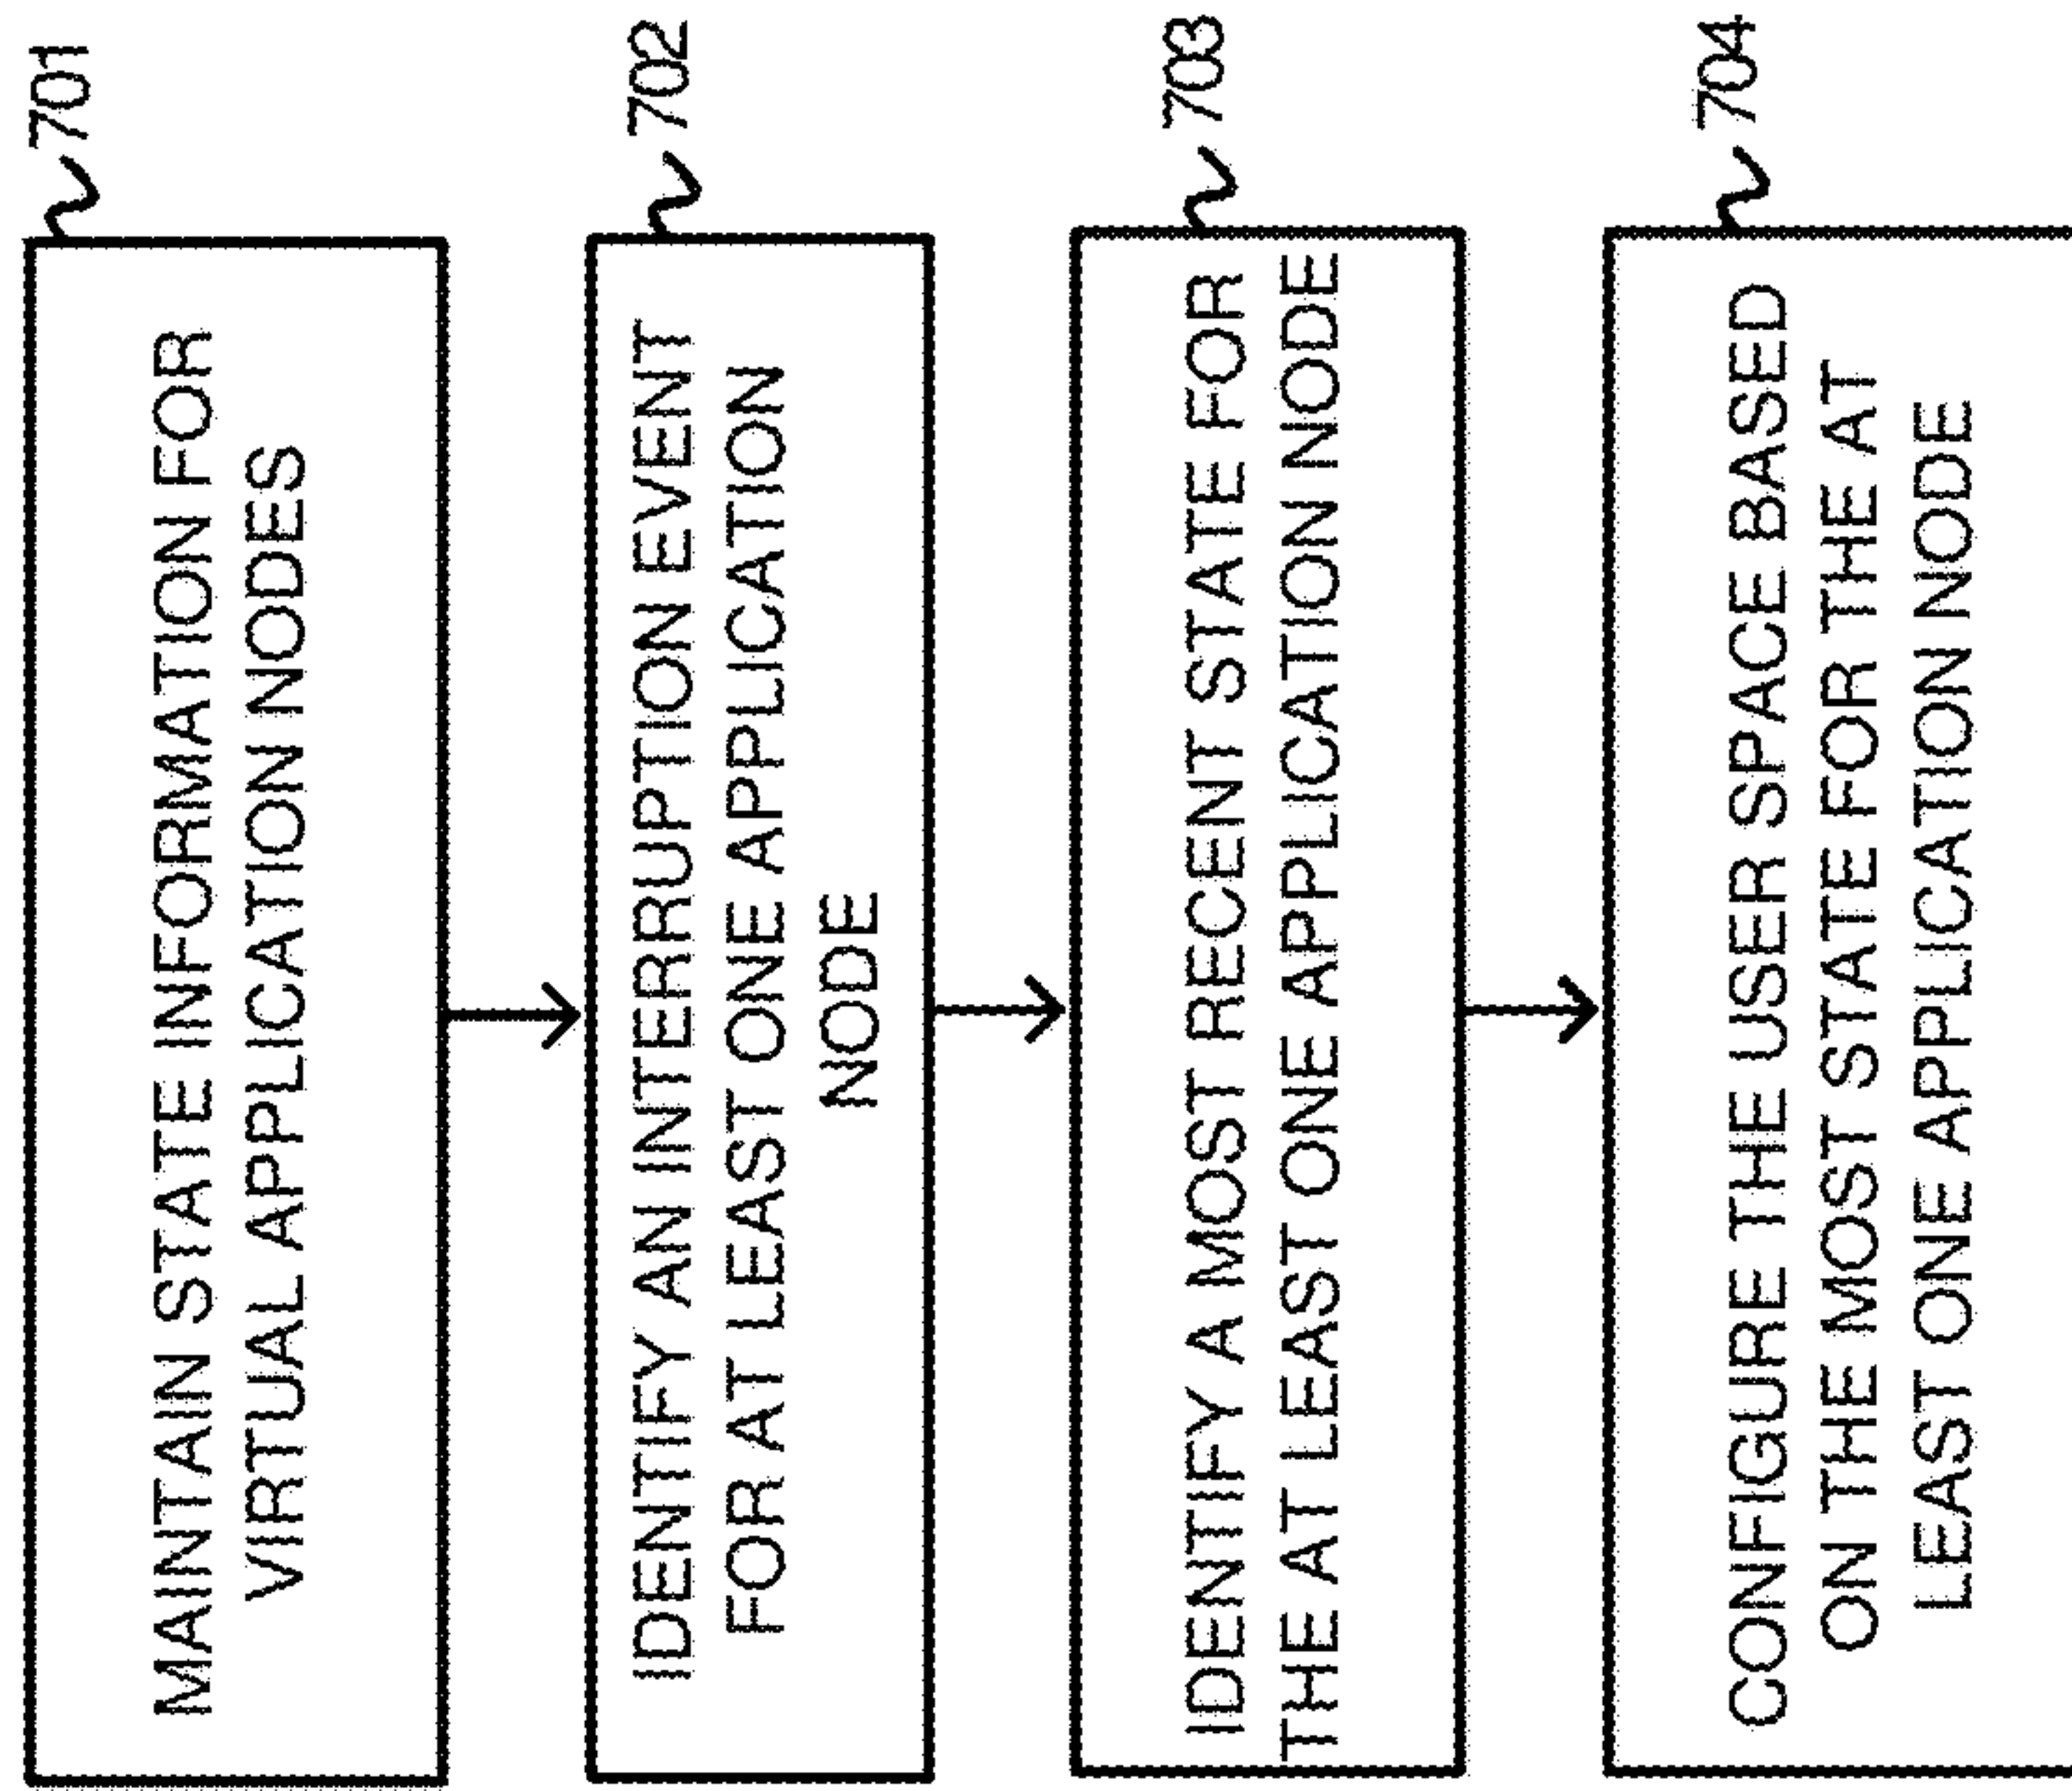 701
MAINTAIN STATE INFORMATION FOR
VIRTUAL APPLICATION NODES
702
IDENTIFY AN INTERRUPTION EVENT
FOR AT LEAST ONE APPLICATION
NODE
703
IDENTIFY A MOST RECENT STATE FOR
THE AT LEAST ONE APPLICATION NODE
704
CONFIGURE THE USER SPACE BASED
ON THE MOST STATE FOR THE AT
LEAST ONE APPLICATION NODE